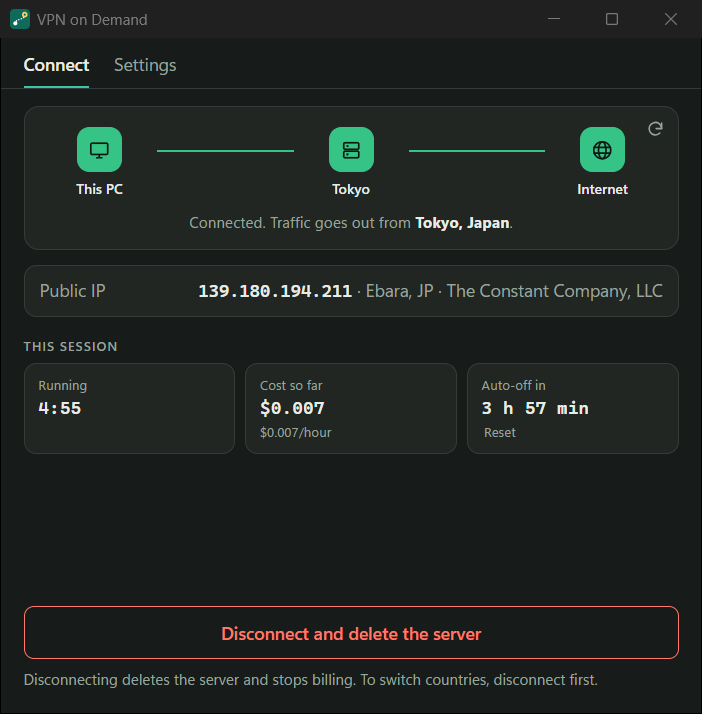 VPN on Demand
Connect Settings
This PC Tokyo Internet
Connected. Traffic goes out from Tokyo, Japan.
Public IP 139.180.194.211 · Ebara, JP · The Constant Company, LLC
THIS SESSION
Running Cost so far Auto-off in
4:55 $0.007 3 h 57 min
$0.007/hour Reset
Disconnect and delete the server
Disconnecting deletes the server and stops billing. To switch countries, disconnect first.